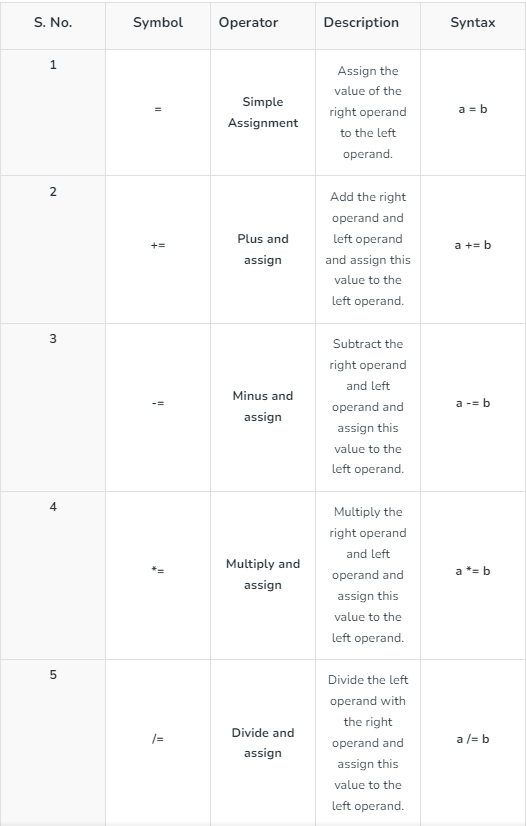 S. No. Symbol Operator Description Syntax
1 = Simple Assignment Assign the value of the right operand to the left operand. a = b
2 += Plus and assign Add the right operand and left operand and assign this value to the left operand. a += b
3 -= Minus and assign Subtract the right operand and left operand and assign this value to the left operand. a -= b
4 *= Multiply and assign Multiply the right operand and left operand and assign this value to the left operand. a *= b
5 /= Divide and assign Divide the left operand with the right operand and assign this value to the left operand. a /= b